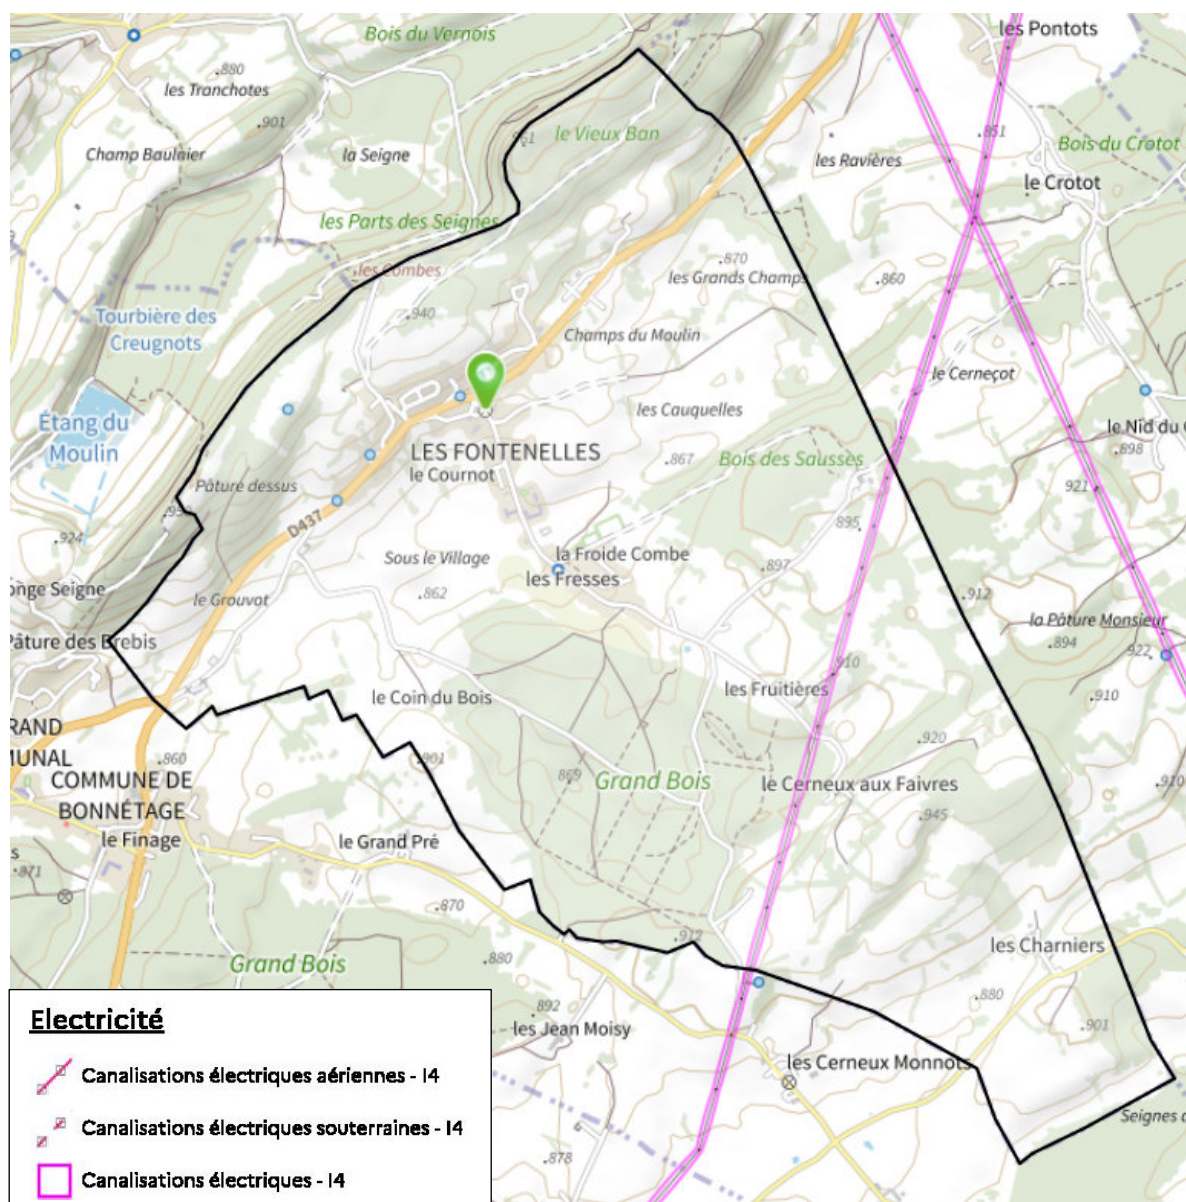 les Pontots
Bois du Vernois
.880
les Tranchotes
.901
Champ Baulnier
la Seigne
le Vieux Ban
les Ravières
.851
Bois du Crotot
le Crotot
les Parts des Seignes
les Combes
.870
les Grands Champs
.860
Tourbière des
Creugnots
.940
Champs du Moulin
le Cerneçot
Étang du
Moulin
les Cauquelles
LES FONTENELLES
le Cournot
.867
Bois des Sausses
le Nid du
.898
Pâture dessus
921
D437
895
.924
Sous le Village
la Froide Combe
les Fresses
.897
.912
le Grouvot
.862
la Pâture Monsieur
.894
922
Pâture des Brebis
.910
le Coin du Bois
les Fruitières
.910
.920
.860
.901
COMMUNE DE
BONNÉTAGE
le Finage
869
Grand Bois
le Cerneux aux Faivres
.910
.945
le Grand Pré
.871
.870
.912
les Charniers
Grand Bois
.880
.880
.892
les Jean Moisy
.901
les Cerneux Monnots
Seignes
.878
Electricité
Canalisations électriques aériennes - I4
Canalisations électriques souterraines - I4
Canalisations électriques - I4